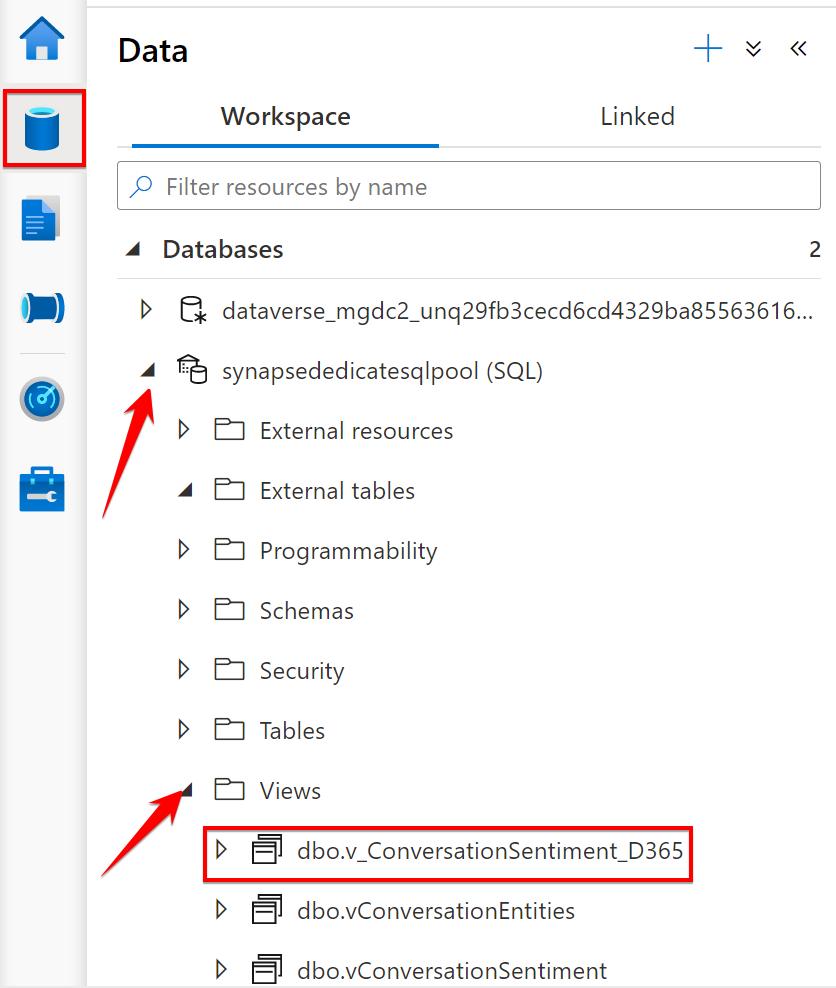 Data
Workspace Linked
Filter resources by name
Databases 2
dataverse_mgdc2_unq29fb3cecd6cd4329ba85563616...
synapsededicatesqlpool (SQL)
External resources
External tables
Programmability
Schemas
Security
Tables
Views
dbo.v_ConversationSentiment_D365
dbo.vConversationEntities
dbo.vConversationSentiment